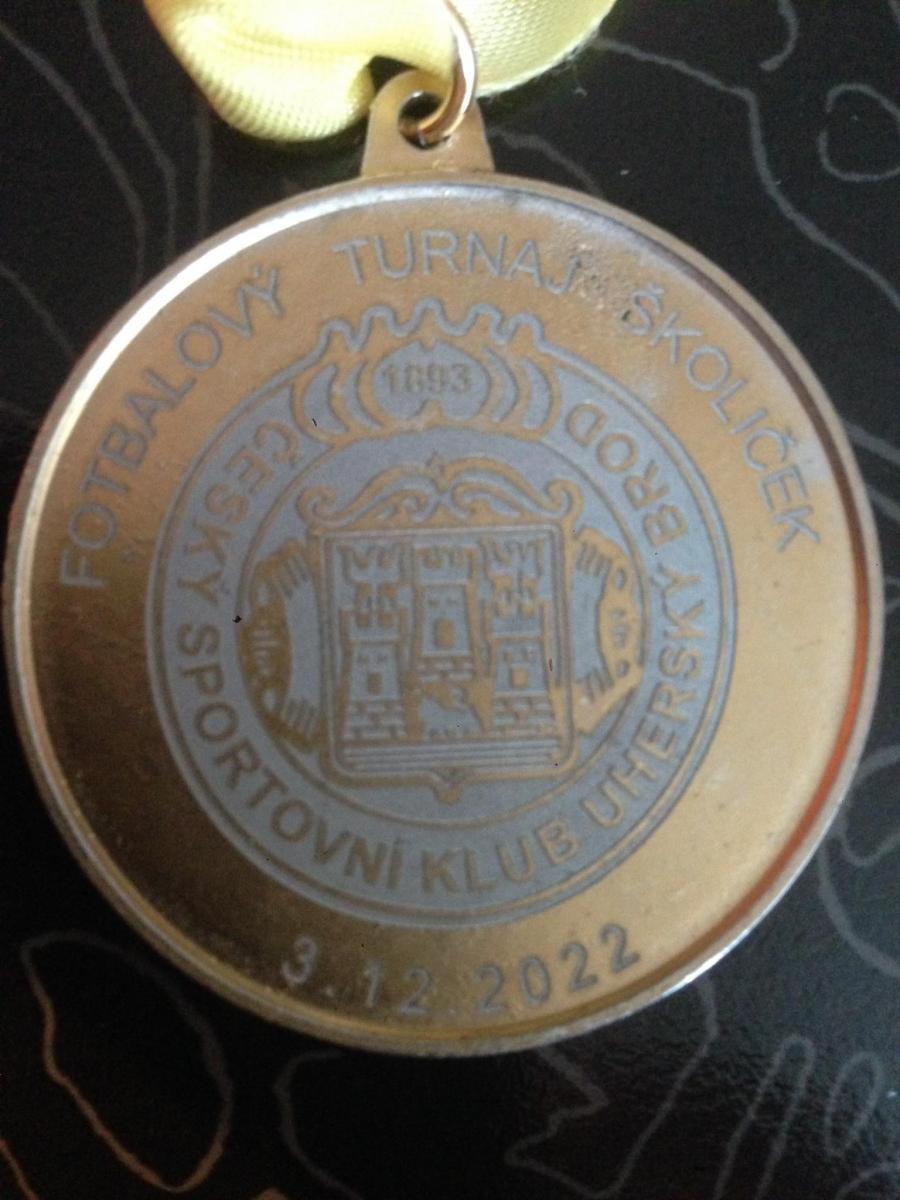 FOTBALOVÝ TURNAJ ŠKOLIČEK
1893
ČESKÝ SPORTOVNÍ KLUB UHERSKÝ BROD
3.12.2022